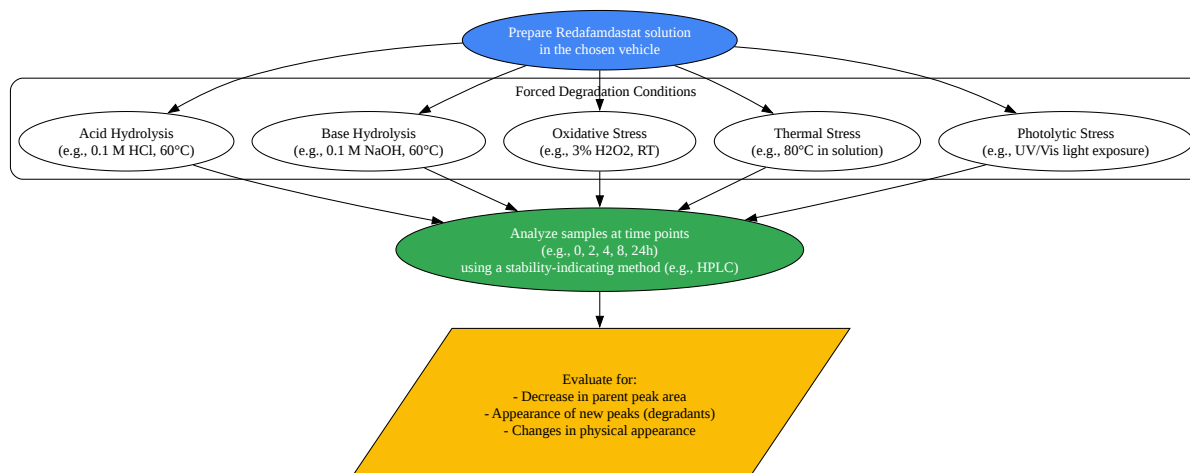 Prepare Redafamdastat solution
in the chosen vehicle
Forced Degradation Conditions
Acid Hydrolysis
(e.g., 0.1 M HCl, 60°C)
Base Hydrolysis
(e.g., 0.1 M NaOH, 60°C)
Oxidative Stress
(e.g., 3% H2O2, RT)
Thermal Stress
(e.g., 80°C in solution)
Photolytic Stress
(e.g., UV/Vis light exposure)
Analyze samples at time points
(e.g., 0, 2, 4, 8, 24h)
using a stability-indicating method (e.g., HPLC)
Evaluate for:
- Decrease in parent peak area
- Appearance of new peaks (degradants)
- Changes in physical appearance